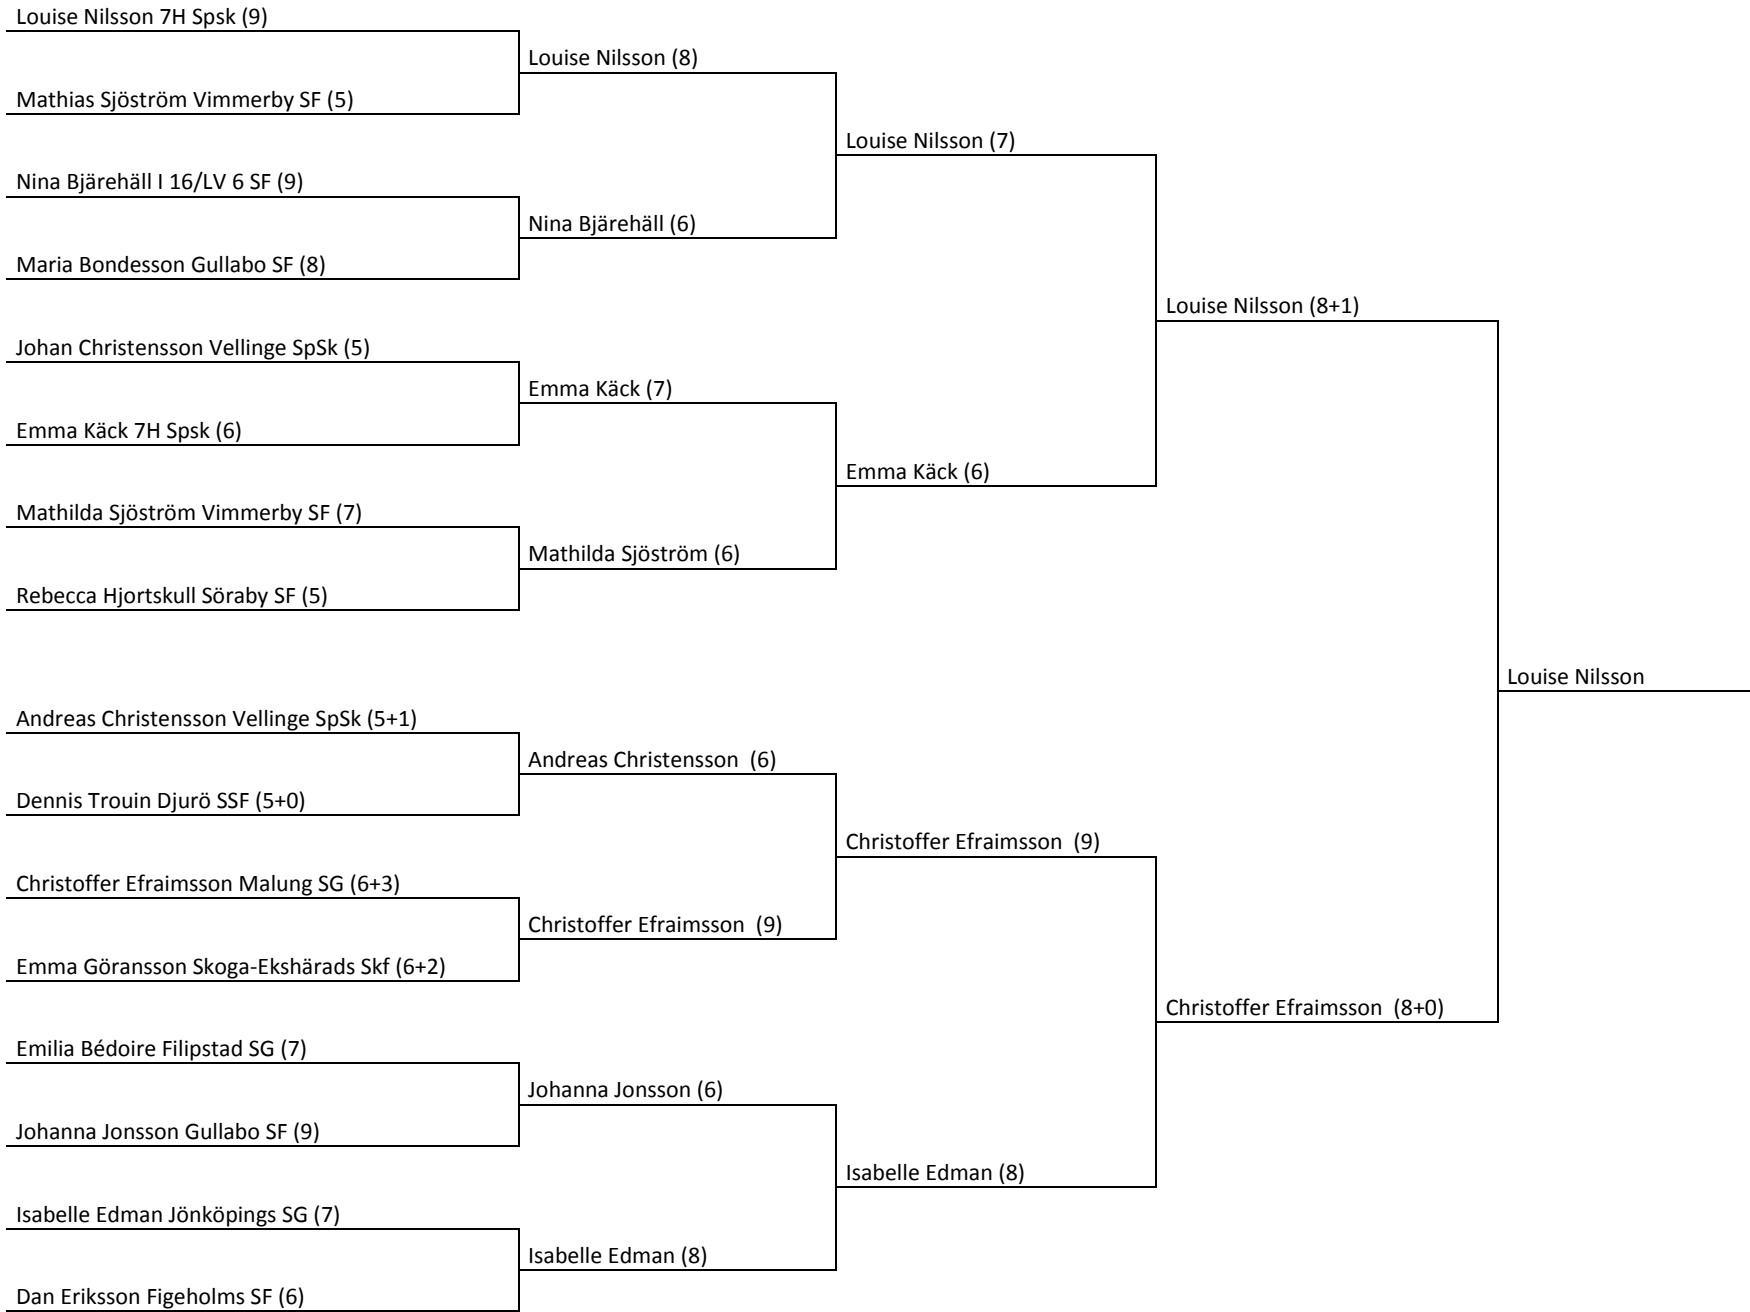 Louise Nilsson 7H Spsk (9)
Louise Nilsson (8)
Mathias Sjöström Vimmerby SF (5)
Louise Nilsson (7)
Nina Bjärehäll I 16/LV 6 SF (9)
Nina Bjärehäll (6)
Maria Bondesson Gullabo SF (8)
Louise Nilsson (8+1)
Johan Christensson Vellinge SpSk (5)
Emma Käck (7)
Emma Käck 7H Spsk (6)
Emma Käck (6)
Mathilda Sjöström Vimmerby SF (7)
Mathilda Sjöström (6)
Rebecca Hjortskull Söraby SF (5)
Louise Nilsson
Andreas Christensson Vellinge SpSk (5+1)
Andreas Christensson  (6)
Dennis Trouin Djurö SSF (5+0)
Christoffer Efraimsson  (9)
Christoffer Efraimsson Malung SG (6+3)
Christoffer Efraimsson  (9)
Emma Göransson Skoga-Ekshärads Skf (6+2)
Christoffer Efraimsson  (8+0)
Emilia Bédoire Filipstad SG (7)
Johanna Jonsson (6)
Johanna Jonsson Gullabo SF (9)
Isabelle Edman (8)
Isabelle Edman Jönköpings SG (7)
Isabelle Edman (8)
Dan Eriksson Figeholms SF (6)